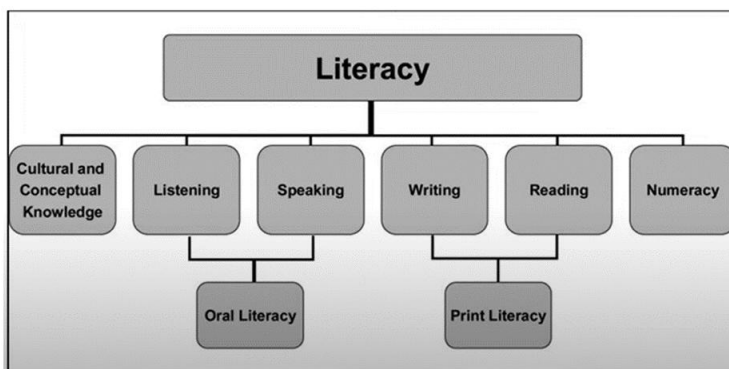 Literacy
Cultural and
Conceptual
Knowledge
Listening
Speaking
Writing
Reading
Numeracy
Oral Literacy
Print Literacy